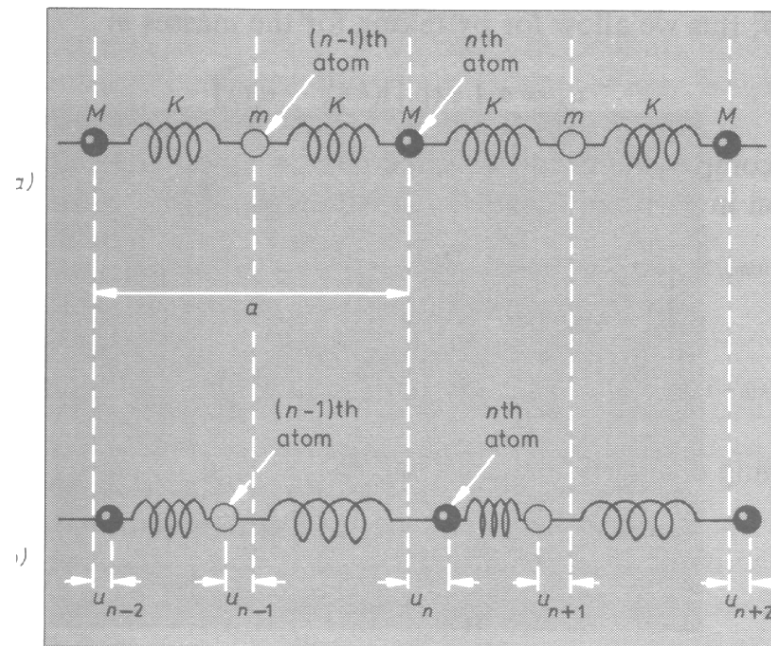 (n-1)th
atom
nth
atom
M K m K M K m K M
a)
a
(n-1)th
atom
nth
atom
)
u n-2 u n-1 u n u n+1 u n+2